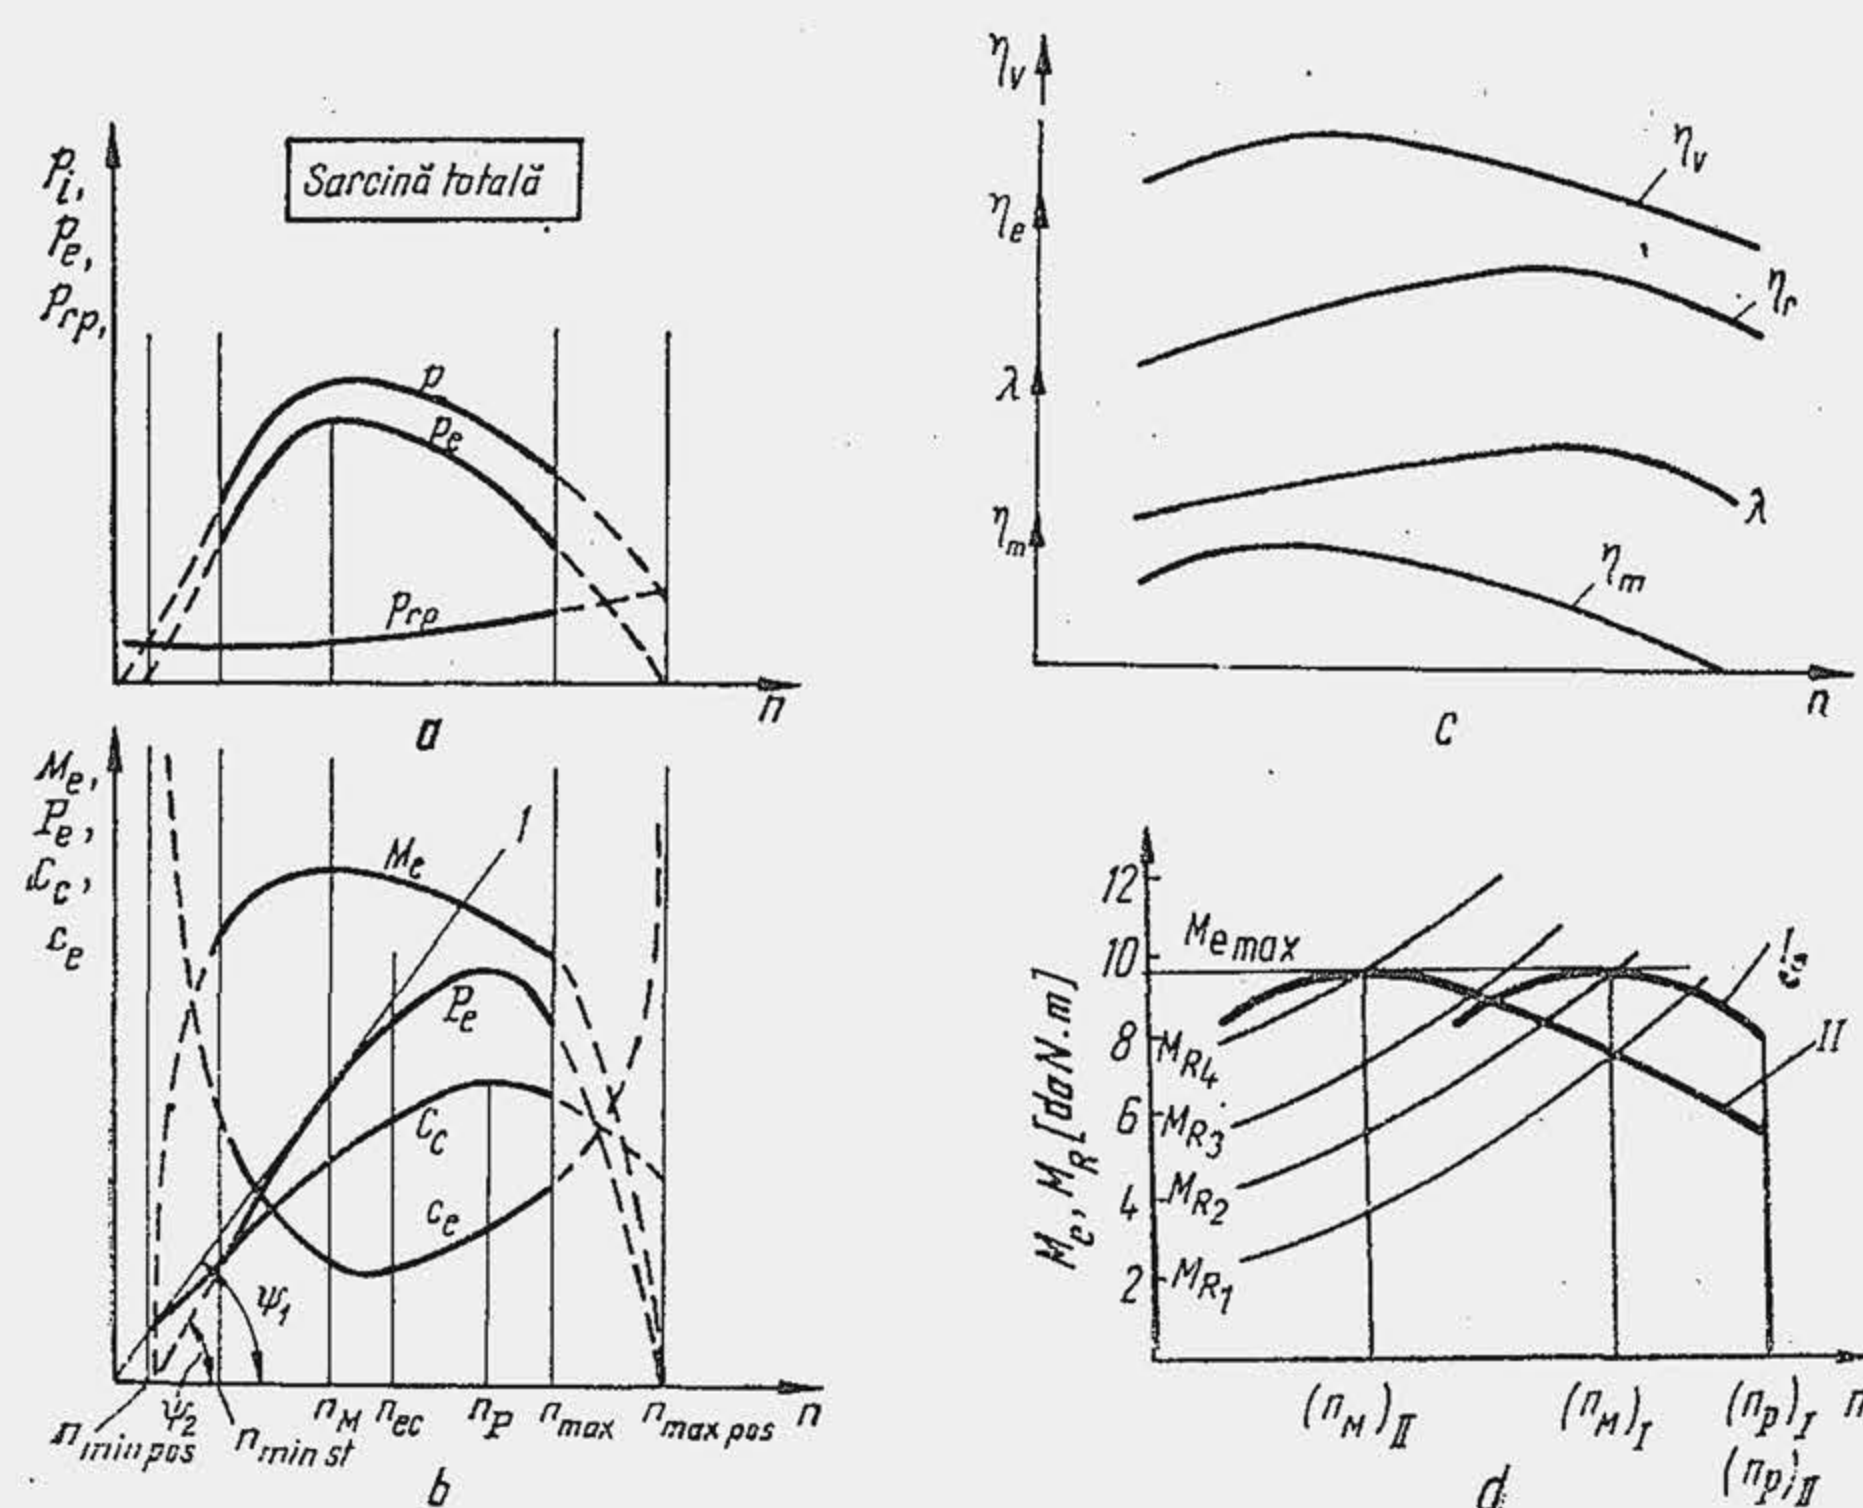 Sarcină totală
p_i,
p_e,
p_rp,
p
p_e
p_rp
n
a
M_e,
P_e,
C_c,
c_e
1
M_e
P_e
C_c
c_e
ψ_1
ψ_2
n_min pos
n_min st
n_M
n_ec
n_P
n_max
n_max pos
n
b
η_v
η_e
λ
η_m
η_v
η_r
λ
η_m
n
c
M_e, M_R [daN.m]
12
10
8
6
4
2
M_e max
M_R4
M_R3
M_R2
M_R1
I
II
(n_M)_II
(n_M)_I
(n_p)_I
(n_p)_II
n
d